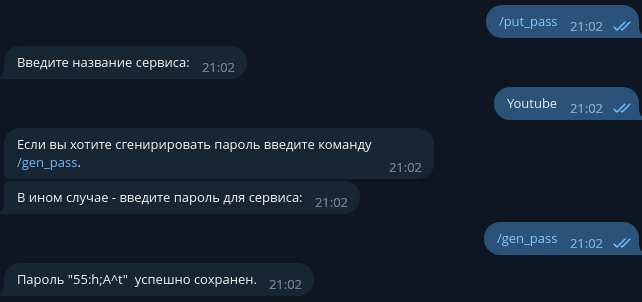 /put_pass 21:02
Введите название сервиса: 21:02
Youtube 21:02
Если вы хотите сгенирировать пароль введите команду
/gen_pass.
21:02
В ином случае - введите пароль для сервиса: 21:02
/gen_pass 21:02
Пароль "55:h;A^t" успешно сохранен. 21:02